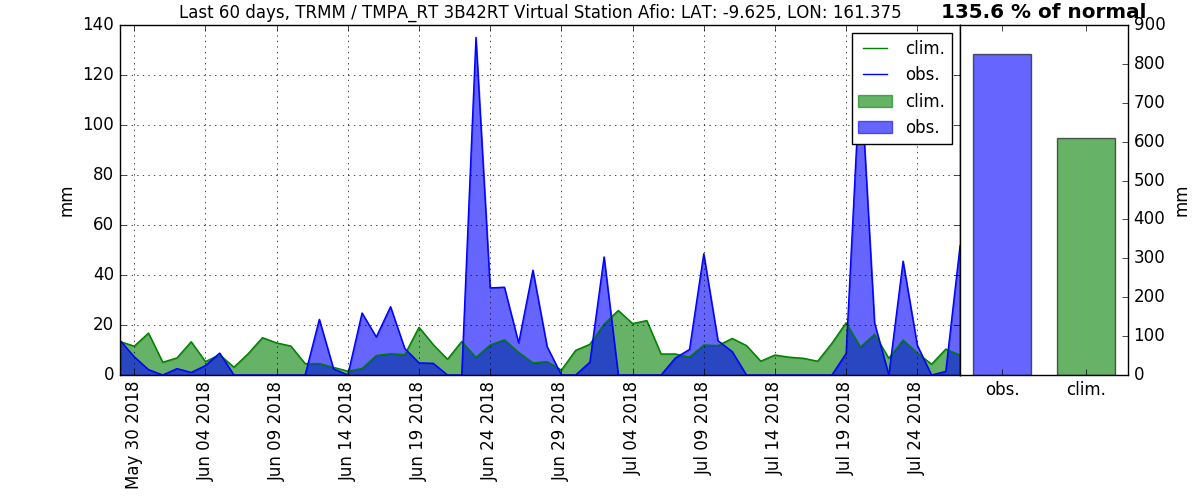 Last 60 days, TRMM / TMPA_RT 3B42RT Virtual Station Afio: LAT: -9.625, LON: 161.375
135.6 % of normal
140
120
100
80
60
40
20
0
mm
clim.
obs.
clim.
obs.
900
800
700
600
500
400
300
200
100
0
mm
May 30 2018
Jun 04 2018
Jun 09 2018
Jun 14 2018
Jun 19 2018
Jun 24 2018
Jun 29 2018
Jul 04 2018
Jul 09 2018
Jul 14 2018
Jul 19 2018
Jul 24 2018
obs.
clim.